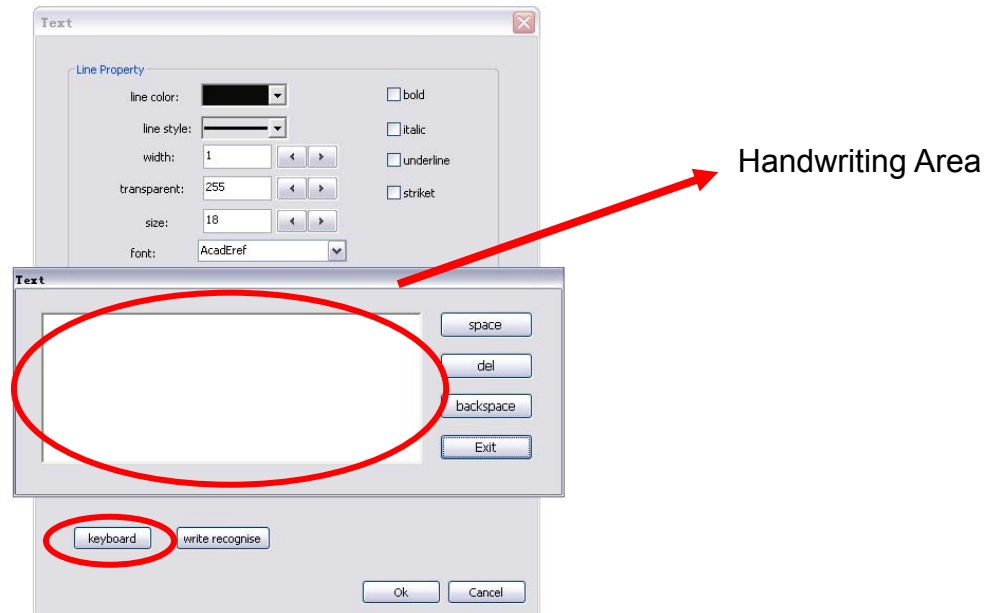 Text
Line Property
line color:
bold
line style:
italic
width: 1
underline
transparent: 255
striket
size: 18
font: AcadEref
Handwriting Area
Text
space
del
backspace
Exit
keyboard
write recognise
Ok
Cancel